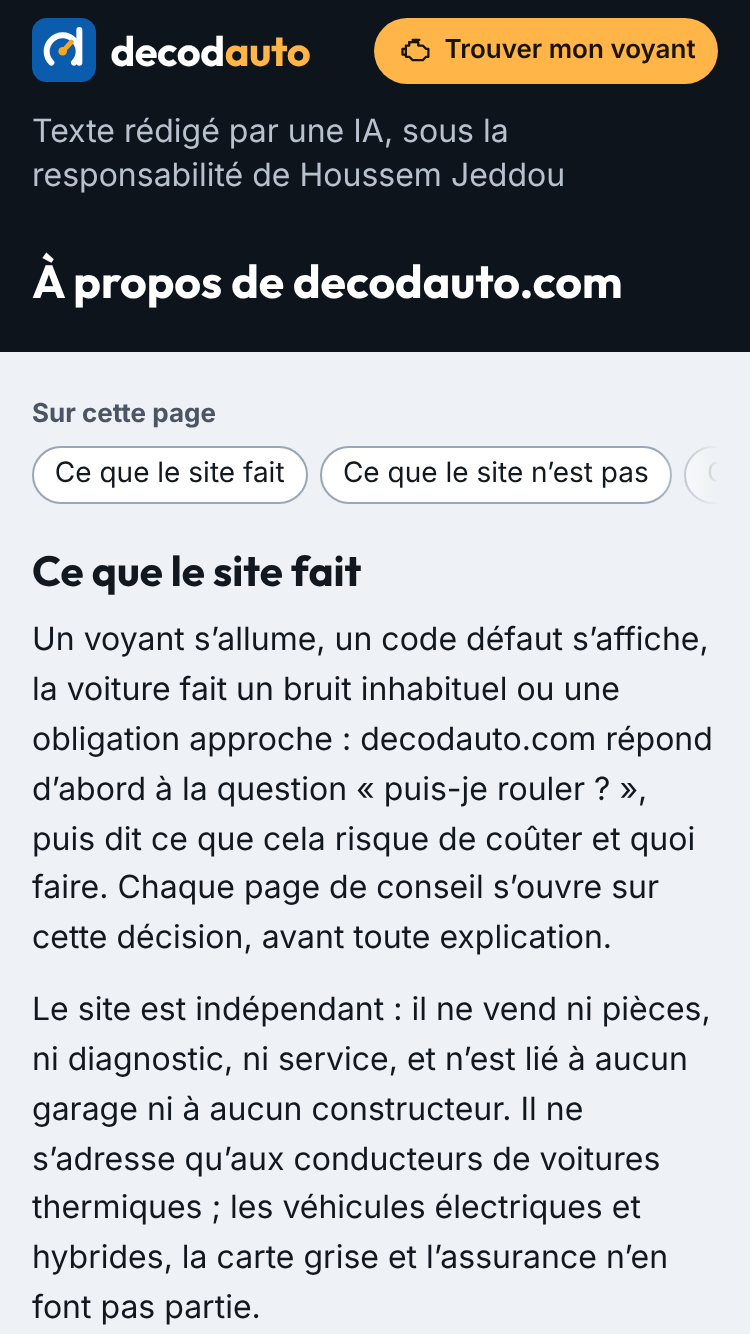 decodauto
Trouver mon voyant
Texte rédigé par une IA, sous la
responsabilité de Houssem Jeddou
À propos de decodauto.com
Sur cette page
Ce que le site fait
Ce que le site n’est pas
Ce que le site fait
Un voyant s’allume, un code défaut s’affiche,
la voiture fait un bruit inhabituel ou une
obligation approche : decodauto.com répond
d’abord à la question « puis-je rouler ? »,
puis dit ce que cela risque de coûter et quoi
faire. Chaque page de conseil s’ouvre sur
cette décision, avant toute explication.
Le site est indépendant : il ne vend ni pièces,
ni diagnostic, ni service, et n’est lié à aucun
garage ni à aucun constructeur. Il ne
s’adresse qu’aux conducteurs de voitures
thermiques ; les véhicules électriques et
hybrides, la carte grise et l’assurance n’en
font pas partie.